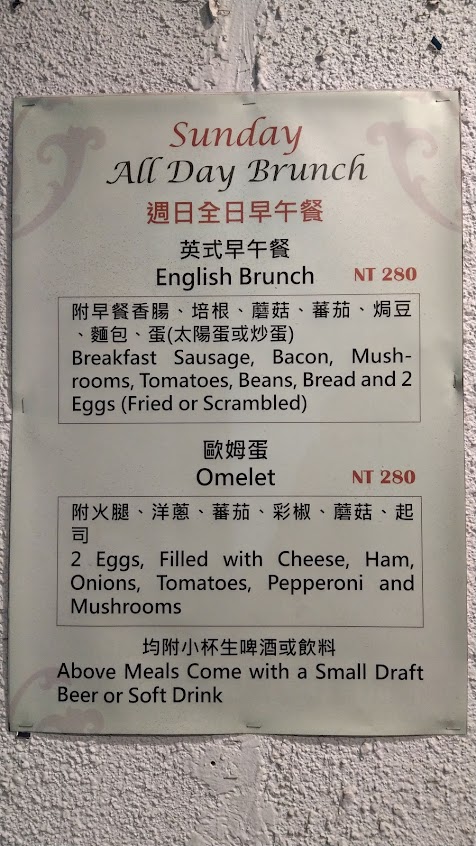 Sunday
All Day Brunch
週日全日早午餐
英式早午餐
English Brunch NT 280
附早餐香腸、培根、蘑菇、蕃茄、焗豆
、麵包、蛋(太陽蛋或炒蛋)
Breakfast Sausage, Bacon, Mush-
rooms, Tomatoes, Beans, Bread and 2
Eggs (Fried or Scrambled)
歐姆蛋
Omelet NT 280
附火腿、洋蔥、蕃茄、彩椒、蘑菇、起
司
2 Eggs, Filled with Cheese, Ham,
Onions, Tomatoes, Pepperoni and
Mushrooms
均附小杯生啤酒或飲料
Above Meals Come with a Small Draft
Beer or Soft Drink